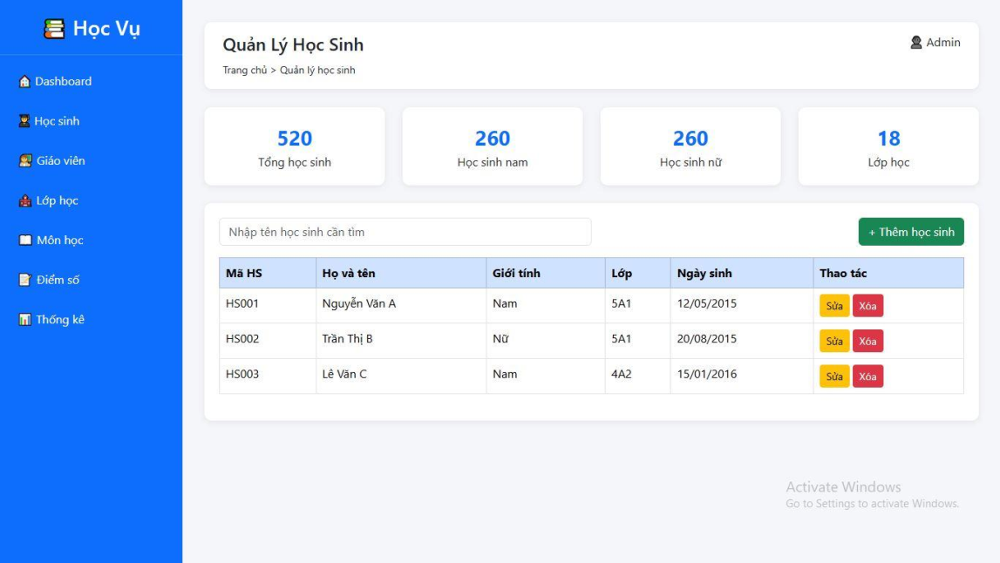 Học Vụ
Dashboard
Học sinh
Giáo viên
Lớp học
Môn học
Điểm số
Thống kê
Quản Lý Học Sinh
Admin
Trang chủ > Quản lý học sinh
520
Tổng học sinh
260
Học sinh nam
260
Học sinh nữ
18
Lớp học
Nhập tên học sinh cần tìm
+ Thêm học sinh
Mã HS Họ và tên Giới tính Lớp Ngày sinh Thao tác
HS001 Nguyễn Văn A Nam 5A1 12/05/2015 Sửa Xóa
HS002 Trần Thị B Nữ 5A1 20/08/2015 Sửa Xóa
HS003 Lê Văn C Nam 4A2 15/01/2016 Sửa Xóa
Activate Windows
Go to Settings to activate Windows.